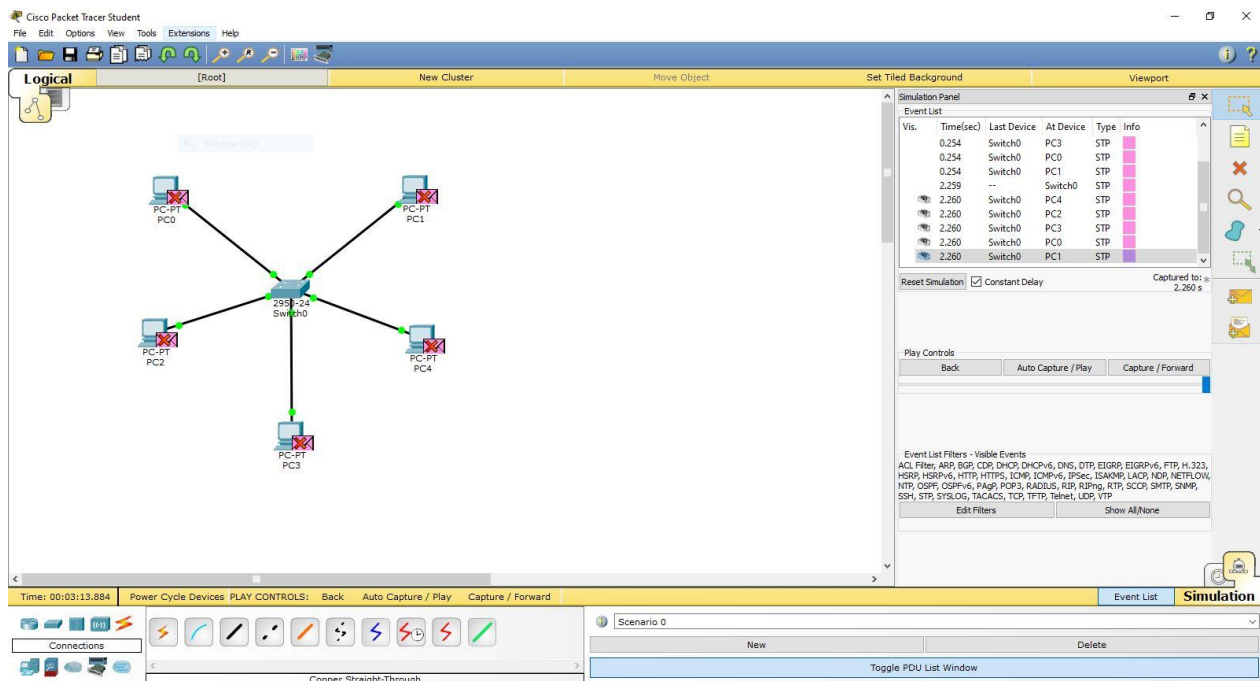 Cisco Packet Tracer Student
File Edit Options View Tools Extensions Help
Logical [Root] New Cluster Move Object Set Tiled Background Viewport
Window Snip
PC-PT
PC0
PC-PT
PC1
2950-24
Switch0
PC-PT
PC2
PC-PT
PC4
PC-PT
PC3
Simulation Panel
Event List
Vis. Time(sec) Last Device At Device Type Info
0.254 Switch0 PC3 STP
0.254 Switch0 PC0 STP
0.254 Switch0 PC1 STP
2.259 -- Switch0 STP
2.260 Switch0 PC4 STP
2.260 Switch0 PC2 STP
2.260 Switch0 PC3 STP
2.260 Switch0 PC0 STP
2.260 Switch0 PC1 STP
Reset Simulation Constant Delay Captured to: *
2.260 s
Play Controls
Back Auto Capture / Play Capture / Forward
Event List Filters - Visible Events
ACL Filter, ARP, BGP, CDP, DHCP, DHCPv6, DNS, DTP, EIGRP, EIGRPv6, FTP, H.323,
HSRP, HSRPv6, HTTP, HTTPS, ICMP, ICMPv6, IPSec, ISAKMP, LACP, NDP, NETFLOW,
NTP, OSPF, OSPFv6, PAgP, POP3, RADIUS, RIP, RIPng, RTP, SCCP, SMTP, SNMP,
SSH, STP, SYSLOG, TACACS, TCP, TFTP, Telnet, UDP, VTP
Edit Filters Show All/None
Time: 00:03:13.884 Power Cycle Devices PLAY CONTROLS: Back Auto Capture / Play Capture / Forward Event List Simulation
Connections
Copper Straight-Through
Scenario 0
New Delete
Toggle PDU List Window